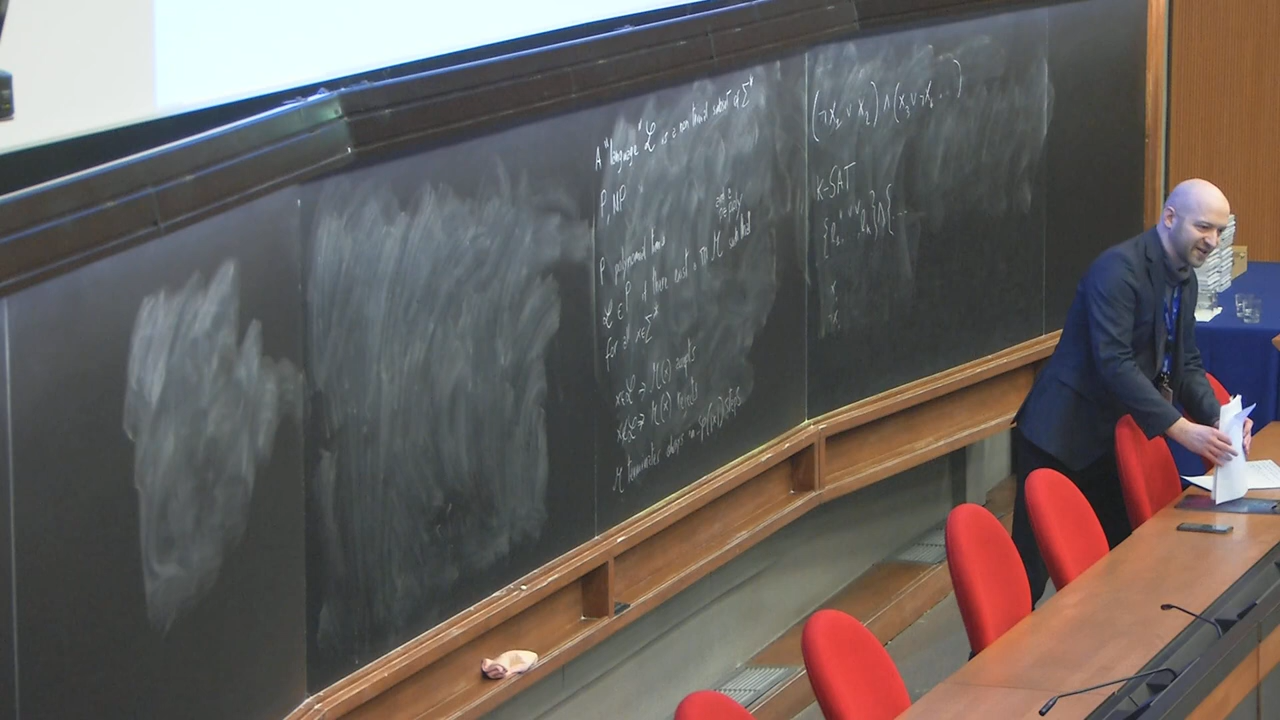 A "language" ℒ is a non trivial subset of Σ*
P, NP
P polynomial time
ℒ ∈ P if there exist a TM M such that
for all x∈Σ*
x∈ℒ ⇒ M(x) accepts
x∉ℒ ⇒ M(x) rejects
M terminates always in p(|x|) steps
(¬x₁ ∨ x₂) ∧ (x₃ ∨ ¬x₁ ...)
K-SAT